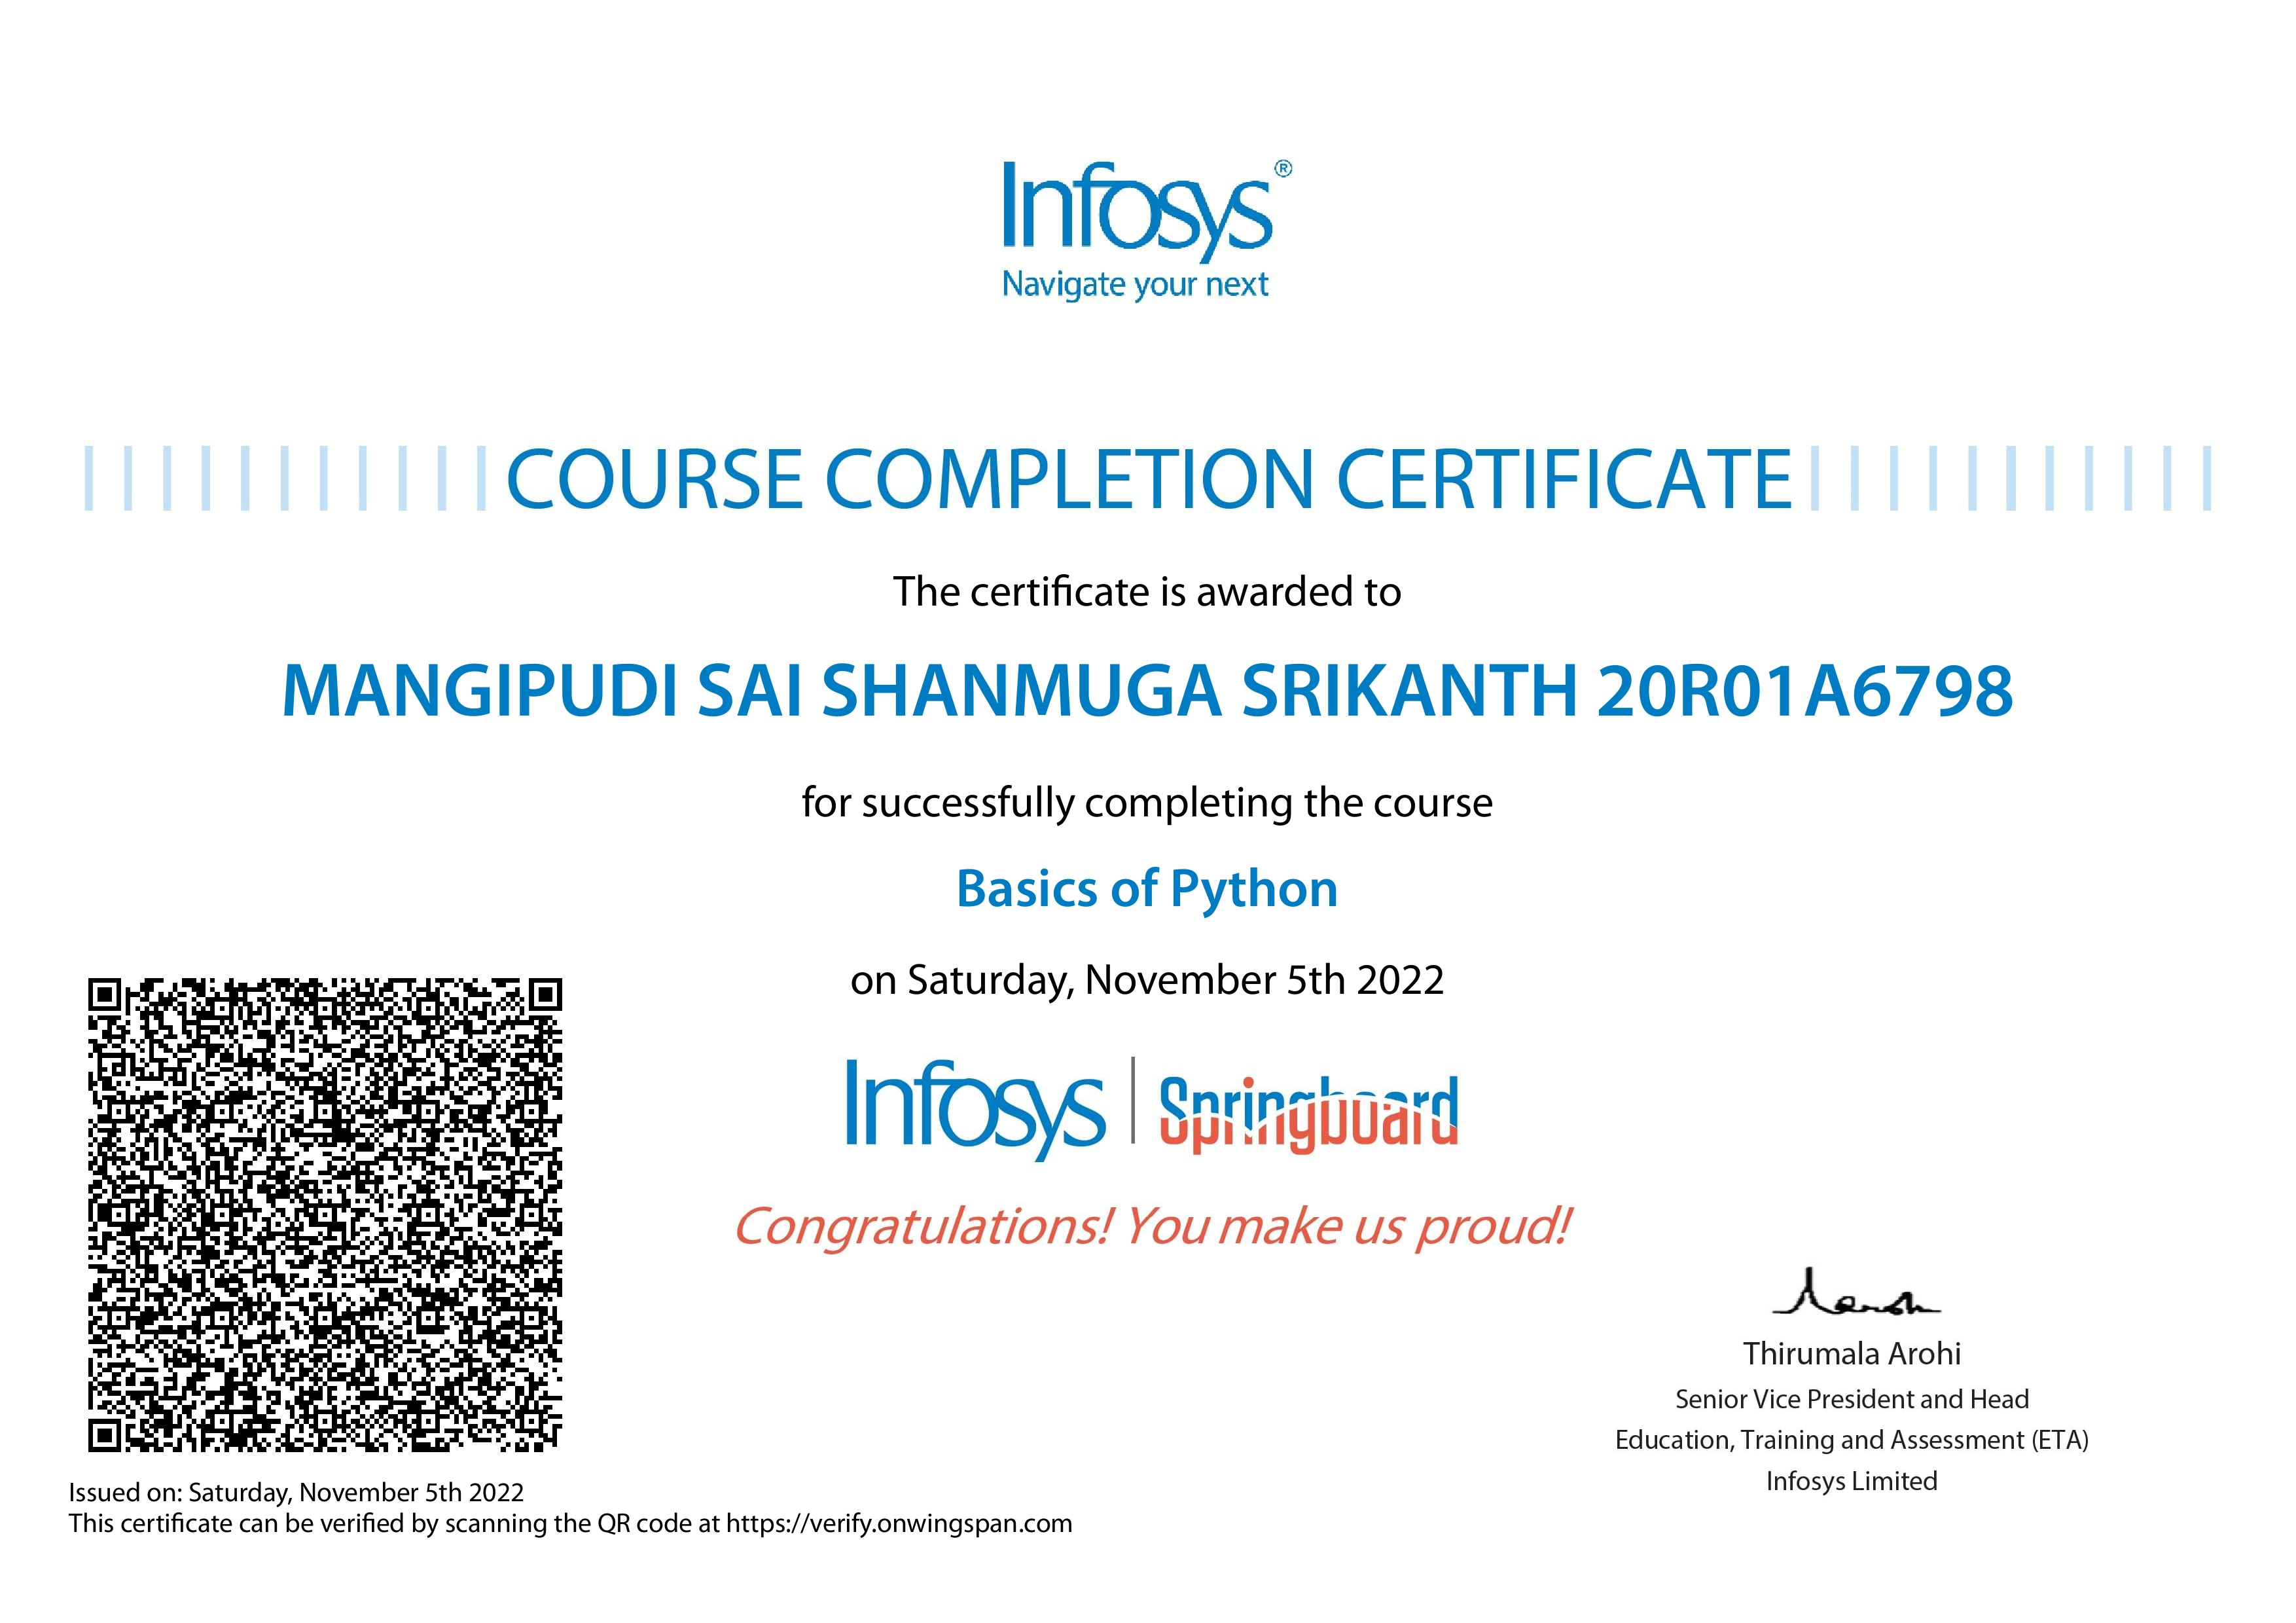 Infosys®
Navigate your next
COURSE COMPLETION CERTIFICATE
The certificate is awarded to
MANGIPUDI SAI SHANMUGA SRIKANTH 20R01A6798
for successfully completing the course
Basics of Python
on Saturday, November 5th 2022
Infosys | Springboard
Congratulations! You make us proud!
Thirumala Arohi
Senior Vice President and Head
Education, Training and Assessment (ETA)
Infosys Limited
Issued on: Saturday, November 5th 2022
This certificate can be verified by scanning the QR code at https://verify.onwingspan.com